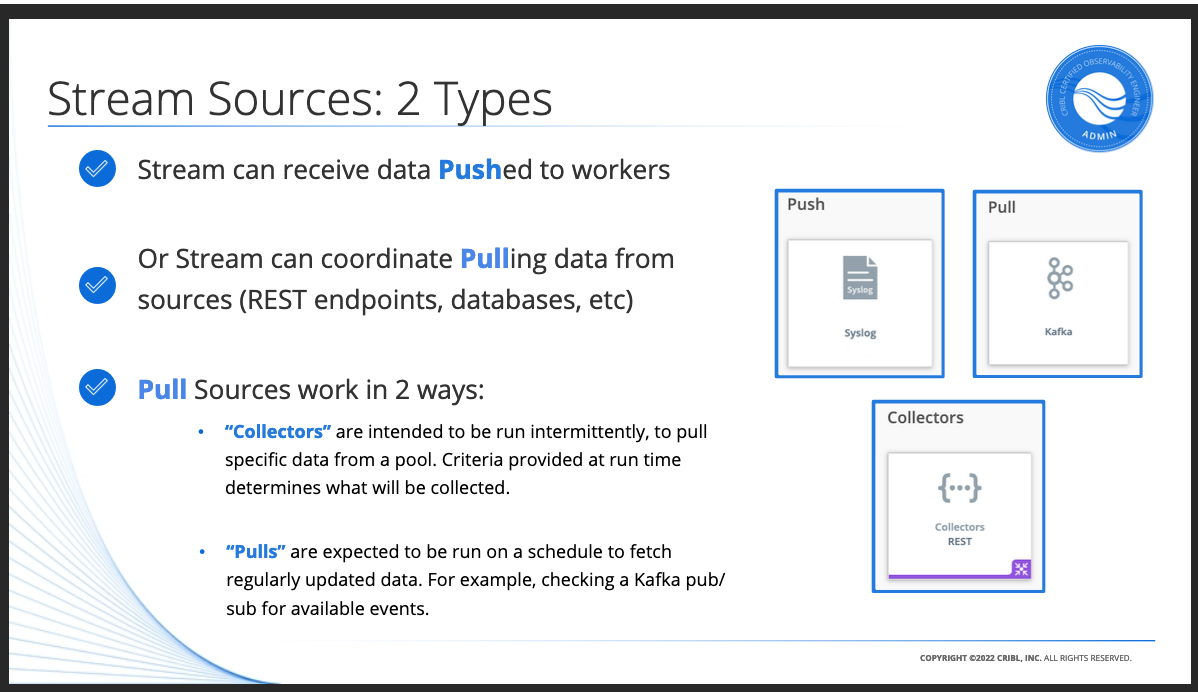 Stream Sources: 2 Types
CRIBL CERTIFIED OBSERVABILITY ENGINEER
ADMIN
Stream can receive data Pushed to workers
Or Stream can coordinate Pulling data from
sources (REST endpoints, databases, etc)
Pull Sources work in 2 ways:
• “Collectors” are intended to be run intermittently, to pull
specific data from a pool. Criteria provided at run time
determines what will be collected.
• “Pulls” are expected to be run on a schedule to fetch
regularly updated data. For example, checking a Kafka pub/
sub for available events.
Push
Syslog
Syslog
Pull
Kafka
Collectors
Collectors
REST
COPYRIGHT ©2022 CRIBL, INC. ALL RIGHTS RESERVED.